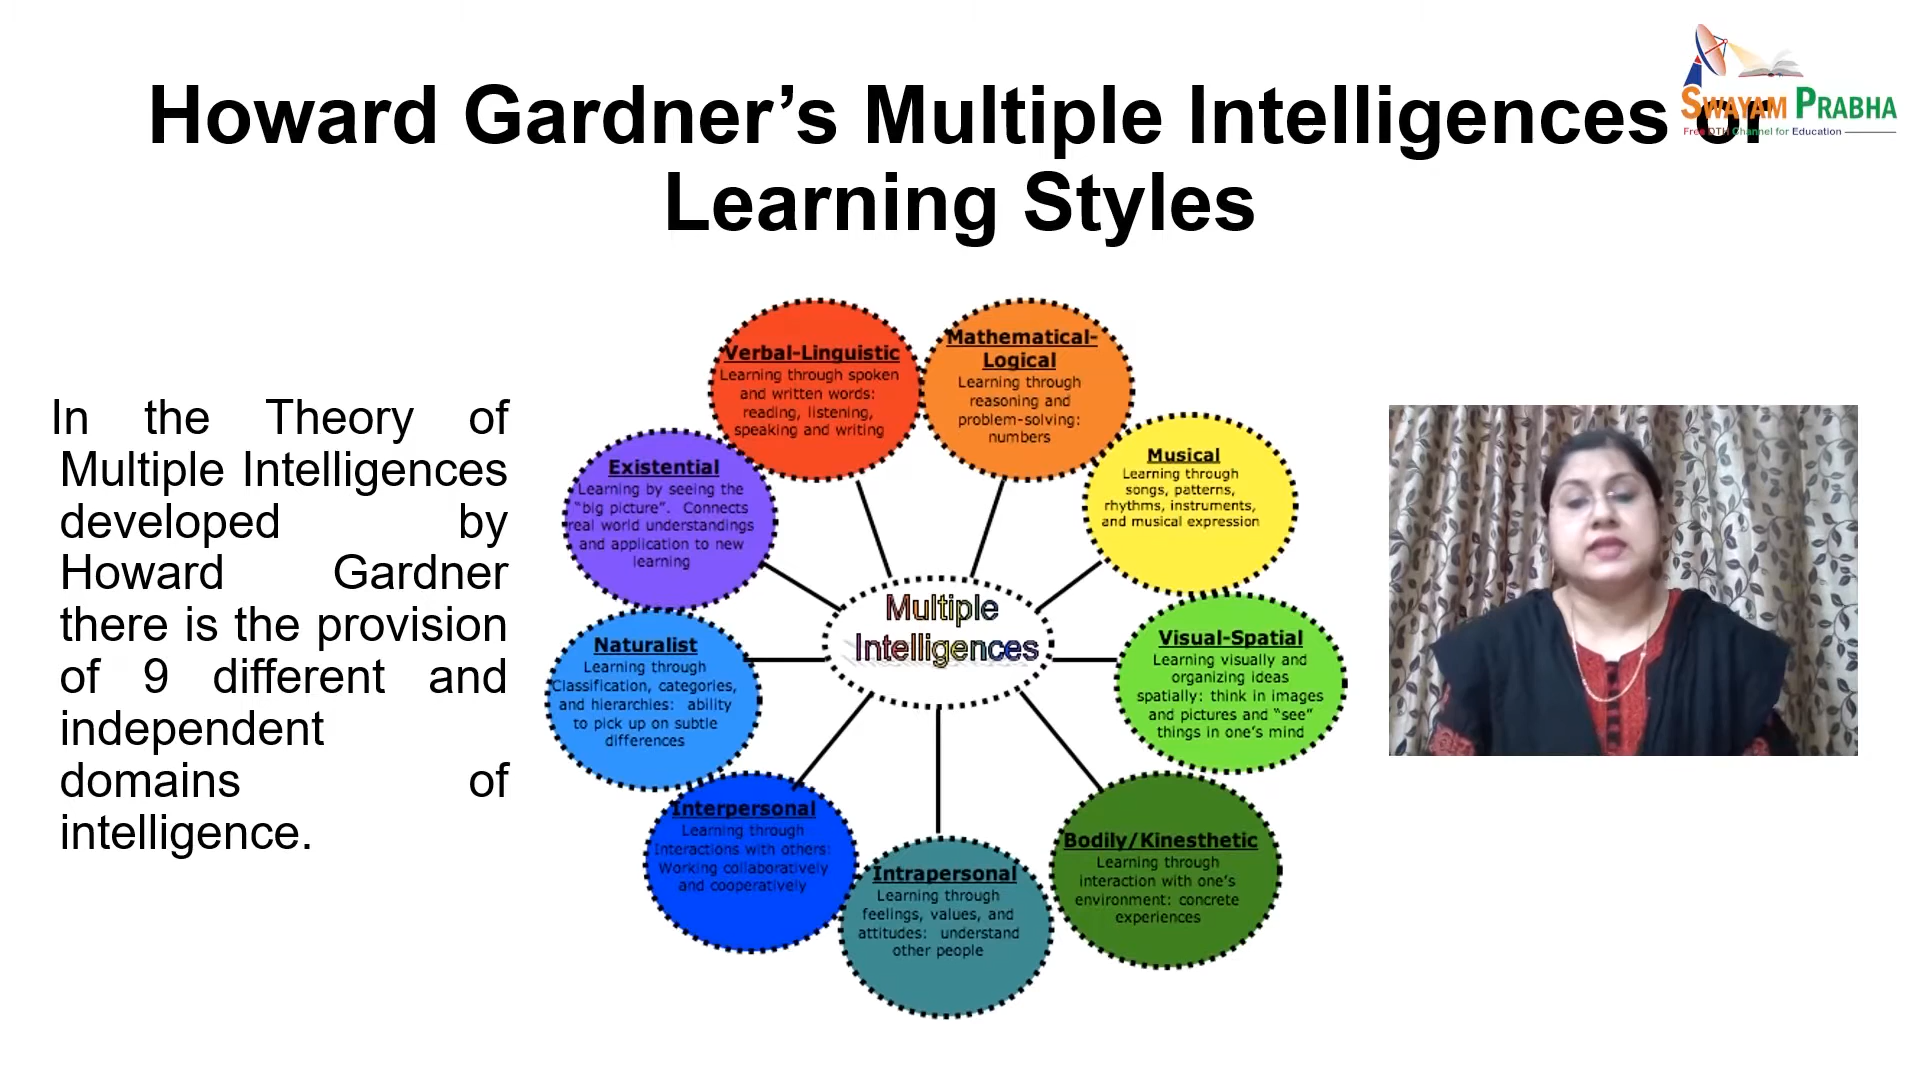 Howard Gardner’s Multiple Intelligences or
Learning Styles
SWAYAM PRABHA
Free DTH Channel for Education
In the Theory of
Multiple Intelligences
developed by
Howard Gardner
there is the provision
of 9 different and
independent
domains of
intelligence.
Verbal-Linguistic
Learning through spoken
and written words:
reading, listening,
speaking and writing
Mathematical-
Logical
Learning through
reasoning and
problem-solving:
numbers
Musical
Learning through
songs, patterns,
rhythms, instruments,
and musical expression
Visual-Spatial
Learning visually and
organizing ideas
spatially: think in images
and pictures and “see”
things in one’s mind
Bodily/Kinesthetic
Learning through
interaction with one’s
environment: concrete
experiences
Intrapersonal
Learning through
feelings, values, and
attitudes: understand
other people
Interpersonal
Learning through
Interactions with others:
Working collaboratively
and cooperatively
Naturalist
Learning through
Classification, categories,
and hierarchies: ability
to pick up on subtle
differences
Existential
Learning by seeing the
“big picture”. Connects
real world understandings
and application to new
learning
Multiple
Intelligences